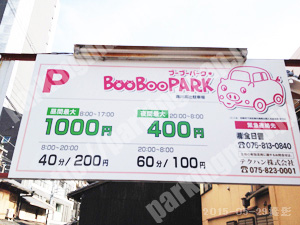 P
ブーブーパーク
BooBooPARK
昼間最大 8:00~17:00
1000円
夜間最大 20:00~8:00
400円
8:00~20:00
40分/200円
20:00~8:00
60分/100円
緊急連絡先
☎075-813-0840
テクハン株式会社
☎075-823-0001